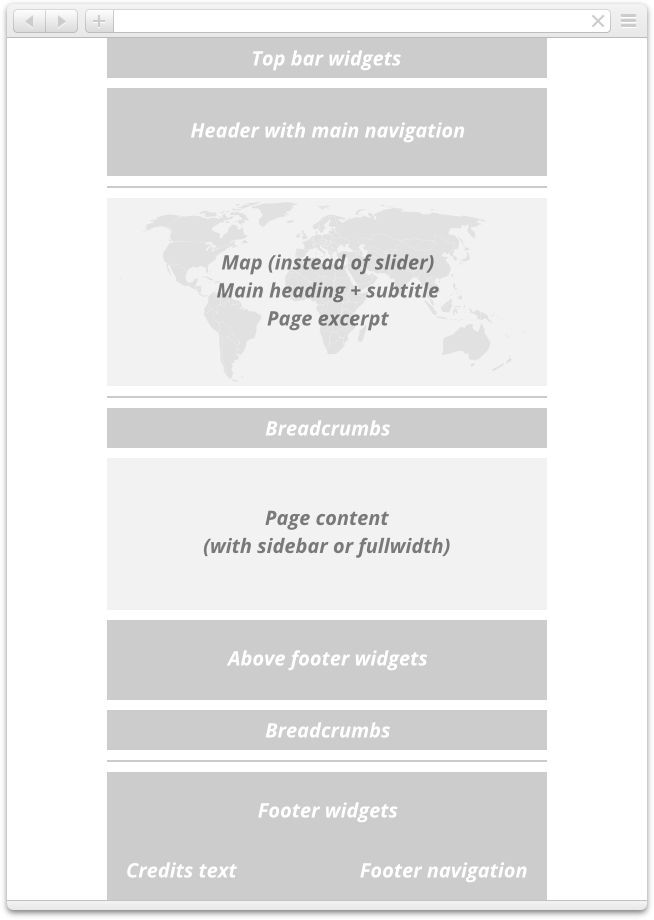 Top bar widgets
Header with main navigation
Map (instead of slider)
Main heading + subtitle
Page excerpt
Breadcrumbs
Page content
(with sidebar or fullwidth)
Above footer widgets
Breadcrumbs
Footer widgets
Credits text
Footer navigation